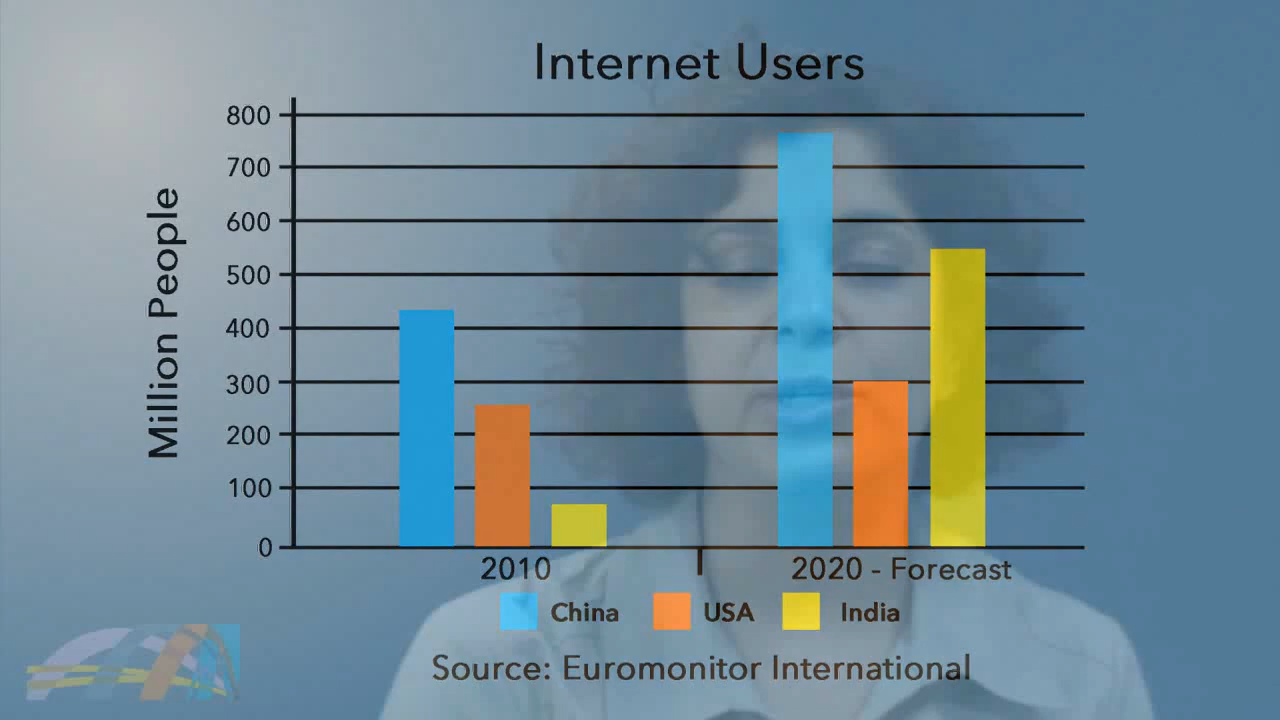 Internet Users
Million People
800
700
600
500
400
300
200
100
0
2010
2020 - Forecast
China
USA
India
Source: Euromonitor International